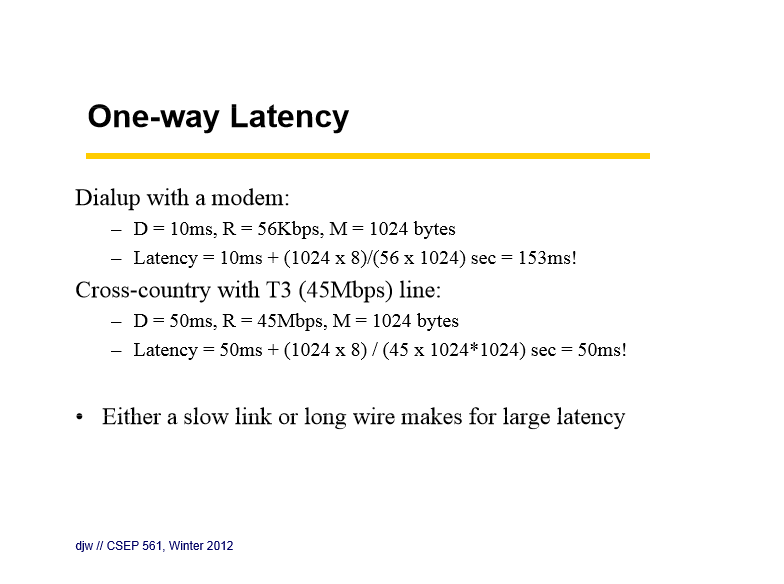 One-way Latency
Dialup with a modem:
– D = 10ms, R = 56Kbps, M = 1024 bytes
– Latency = 10ms + (1024 x 8)/(56 x 1024) sec = 153ms!
Cross-country with T3 (45Mbps) line:
– D = 50ms, R = 45Mbps, M = 1024 bytes
– Latency = 50ms + (1024 x 8) / (45 x 1024*1024) sec = 50ms!
• Either a slow link or long wire makes for large latency
djw // CSEP 561, Winter 2012